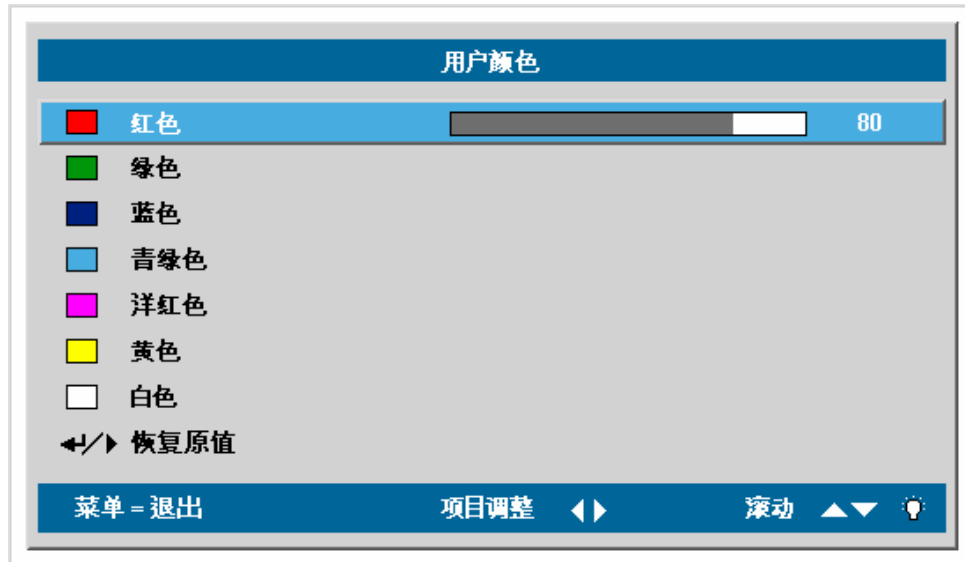 用户颜色
红色 80
绿色
蓝色
青绿色
洋红色
黄色
白色
恢复原值
菜单 = 退出 项目调整 滚动